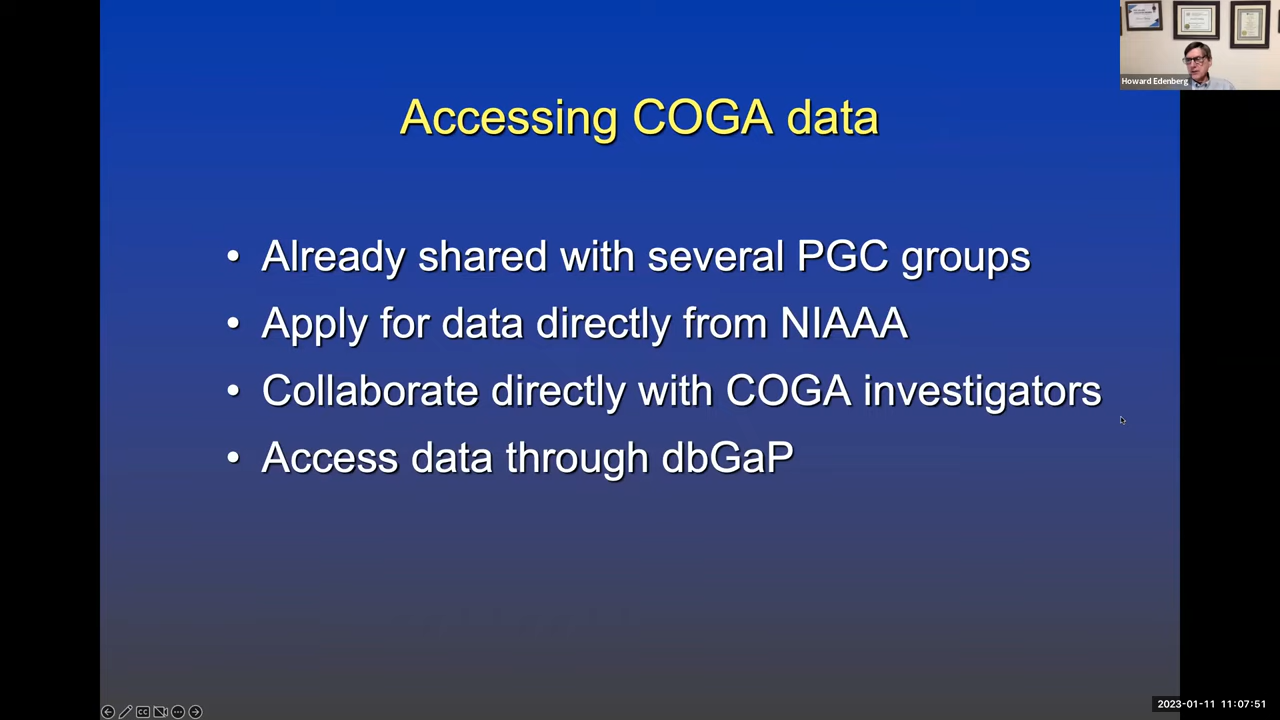 Howard Edenberg
Accessing COGA data
• Already shared with several PGC groups
• Apply for data directly from NIAAA
• Collaborate directly with COGA investigators
• Access data through dbGaP
CC
2023-01-11 11:07:51